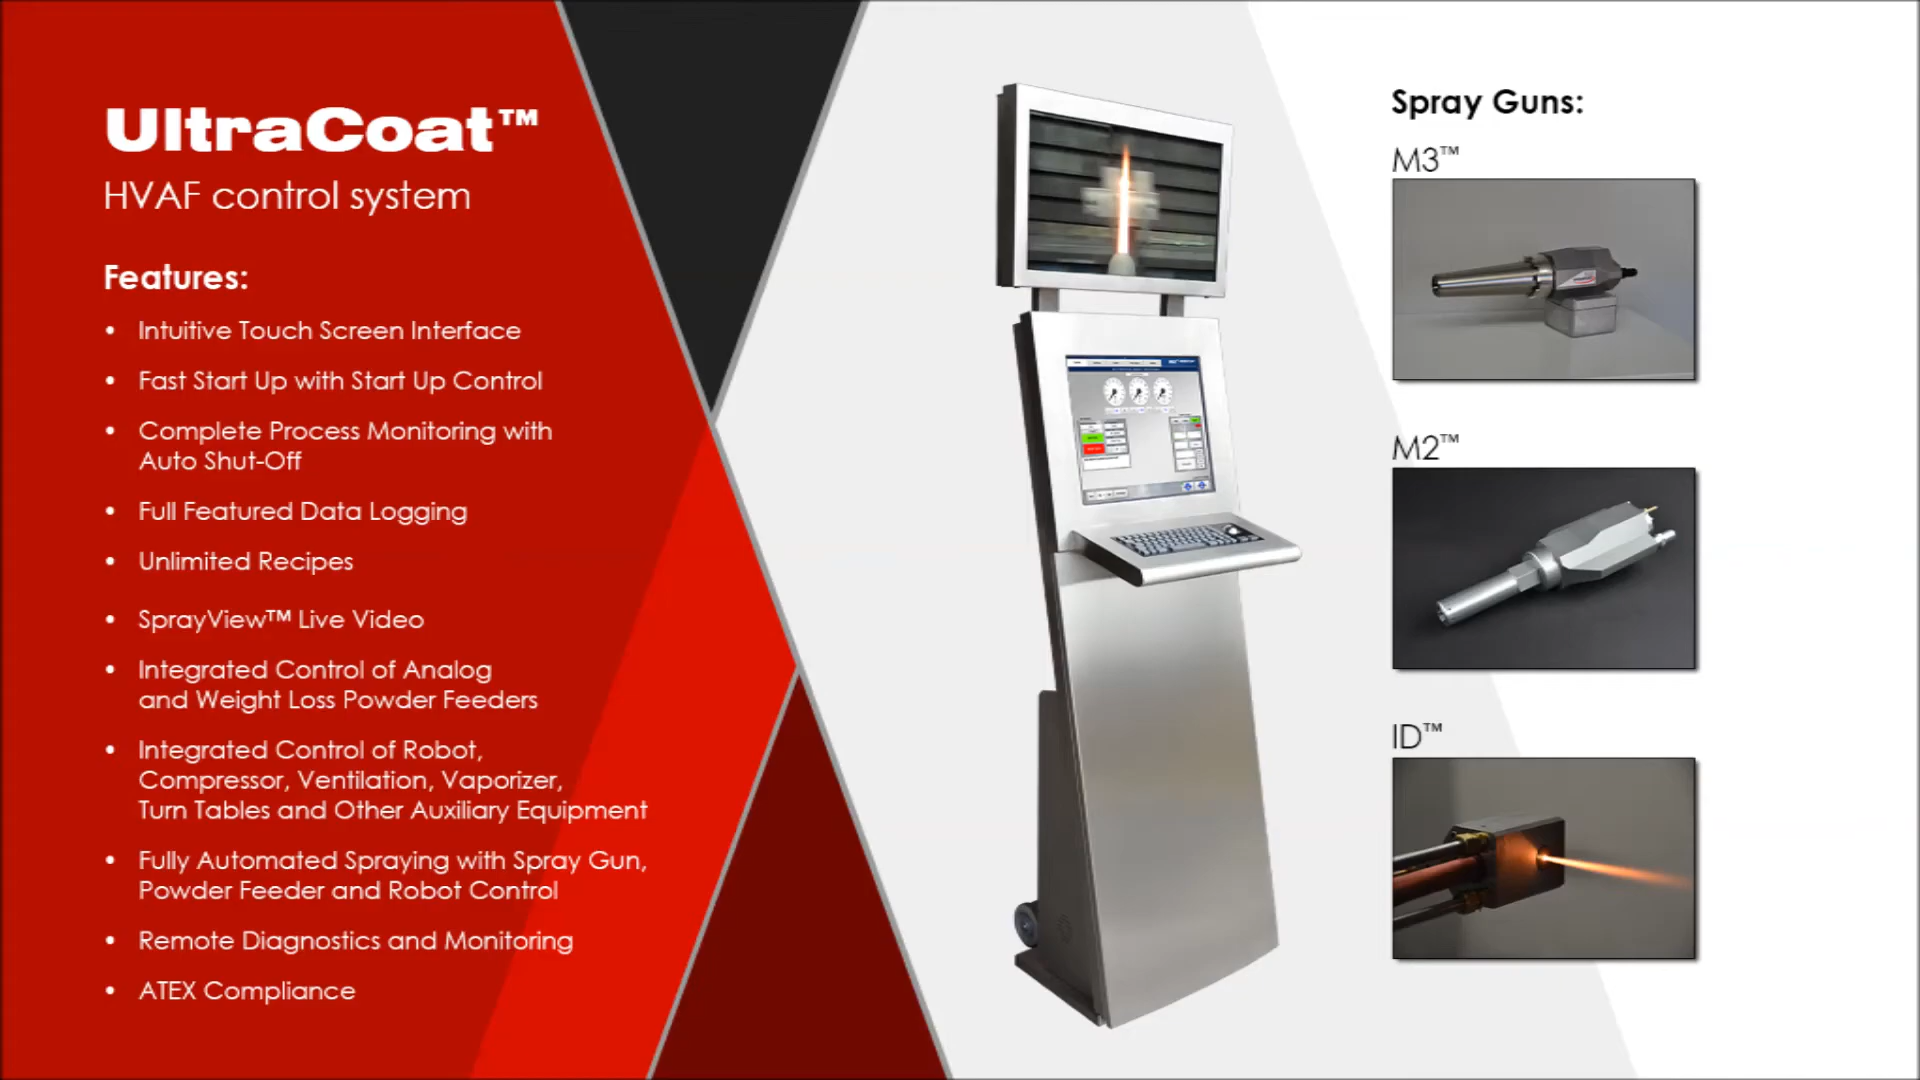 UltraCoat™
HVAF control system
Features:
• Intuitive Touch Screen Interface
• Fast Start Up with Start Up Control
• Complete Process Monitoring with
Auto Shut-Off
• Full Featured Data Logging
• Unlimited Recipes
• SprayView™ Live Video
• Integrated Control of Analog
and Weight Loss Powder Feeders
• Integrated Control of Robot,
Compressor, Ventilation, Vaporizer,
Turn Tables and Other Auxiliary Equipment
• Fully Automated Spraying with Spray Gun,
Powder Feeder and Robot Control
• Remote Diagnostics and Monitoring
• ATEX Compliance
Spray Guns:
M3™
M2™
ID™